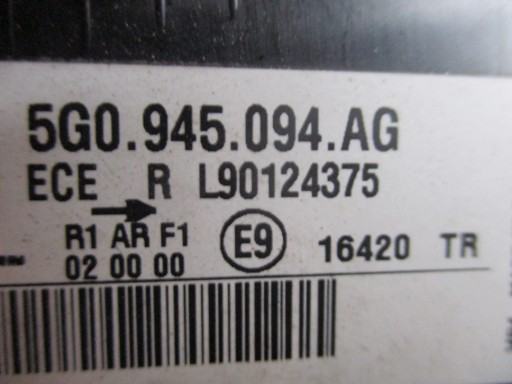 5G0.945.094.AG
ECE R L90124375
R1 AR F1
02 00 00
E9 16420 TR